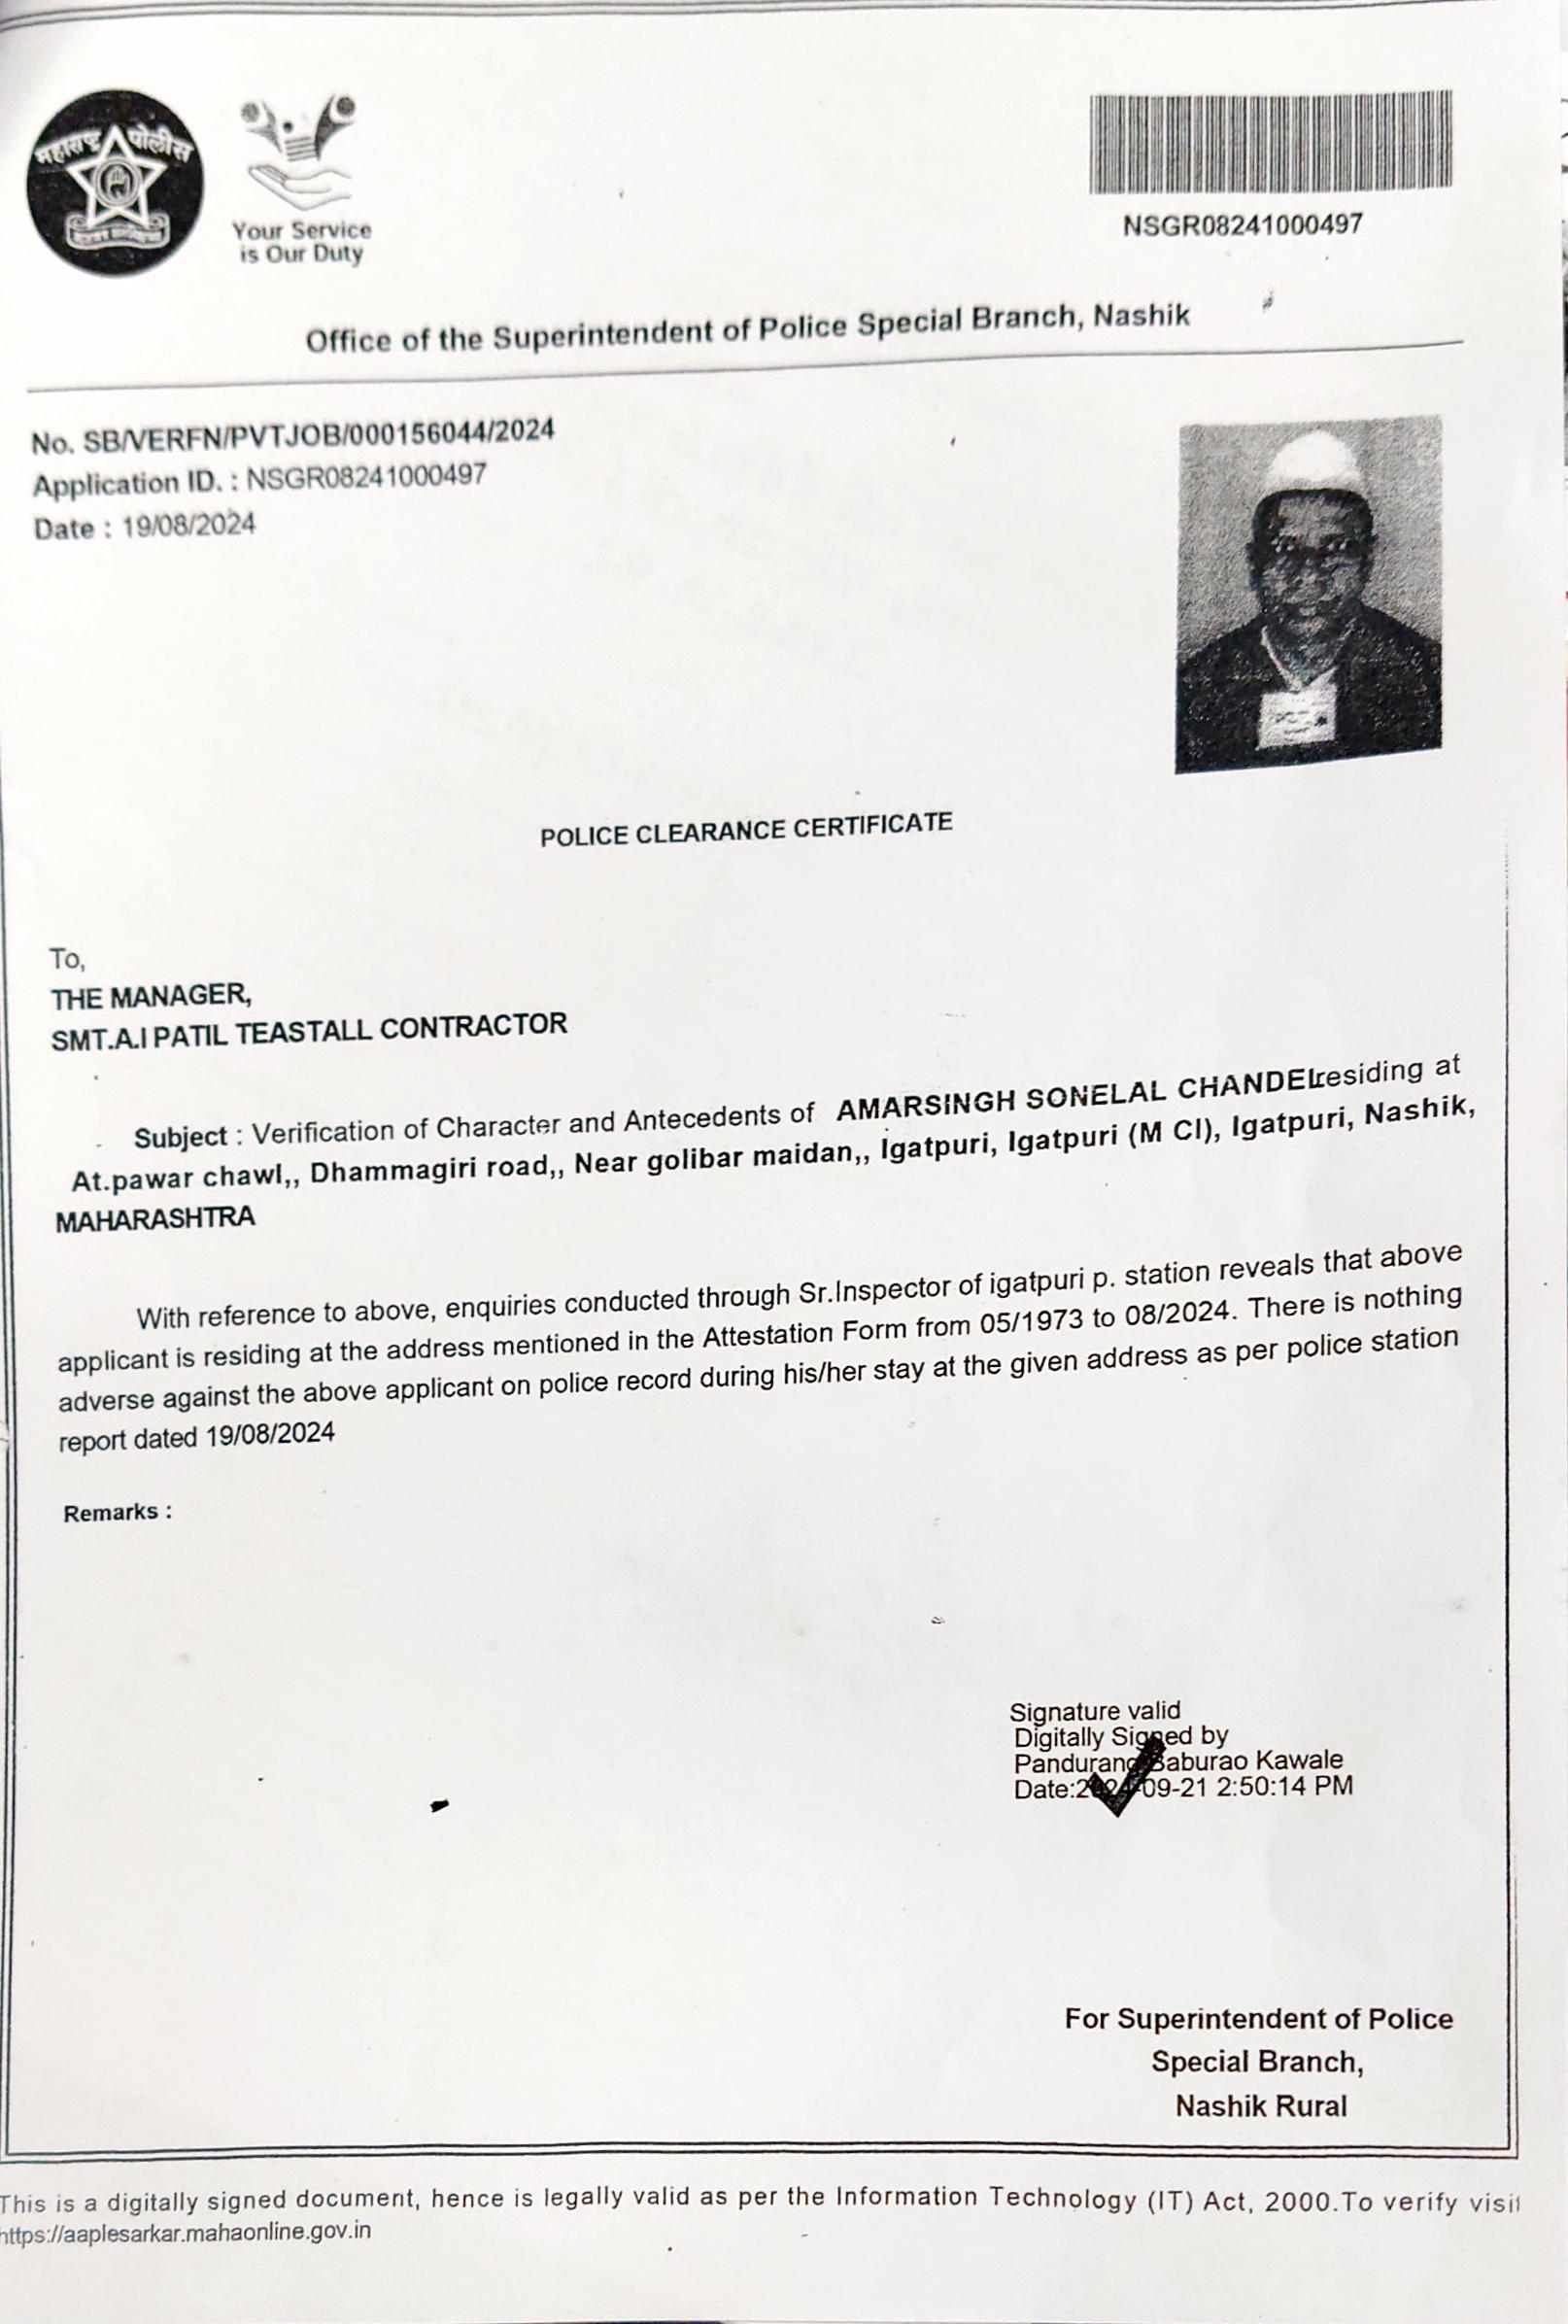 महाराष्ट्र पोलीस
Your Service
is Our Duty
NSGR08241000497
Office of the Superintendent of Police Special Branch, Nashik
No. SB/VERFN/PVTJOB/000156044/2024
Application ID. : NSGR08241000497
Date : 19/08/2024
POLICE CLEARANCE CERTIFICATE
To,
THE MANAGER,
SMT.A.I PATIL TEASTALL CONTRACTOR
Subject : Verification of Character and Antecedents of AMARSINGH SONELAL CHANDELresiding at
At.pawar chawl,, Dhammagiri road,, Near golibar maidan,, Igatpuri, Igatpuri (M Cl), Igatpuri, Nashik,
MAHARASHTRA
With reference to above, enquiries conducted through Sr.Inspector of igatpuri p. station reveals that above
applicant is residing at the address mentioned in the Attestation Form from 05/1973 to 08/2024. There is nothing
adverse against the above applicant on police record during his/her stay at the given address as per police station
report dated 19/08/2024
Remarks :
Signature valid
Digitally Signed by
Pandurang Baburao Kawale
Date:2024-09-21 2:50:14 PM
For Superintendent of Police
Special Branch,
Nashik Rural
This is a digitally signed document, hence is legally valid as per the Information Technology (IT) Act, 2000.To verify visit
https://aaplesarkar.mahaonline.gov.in